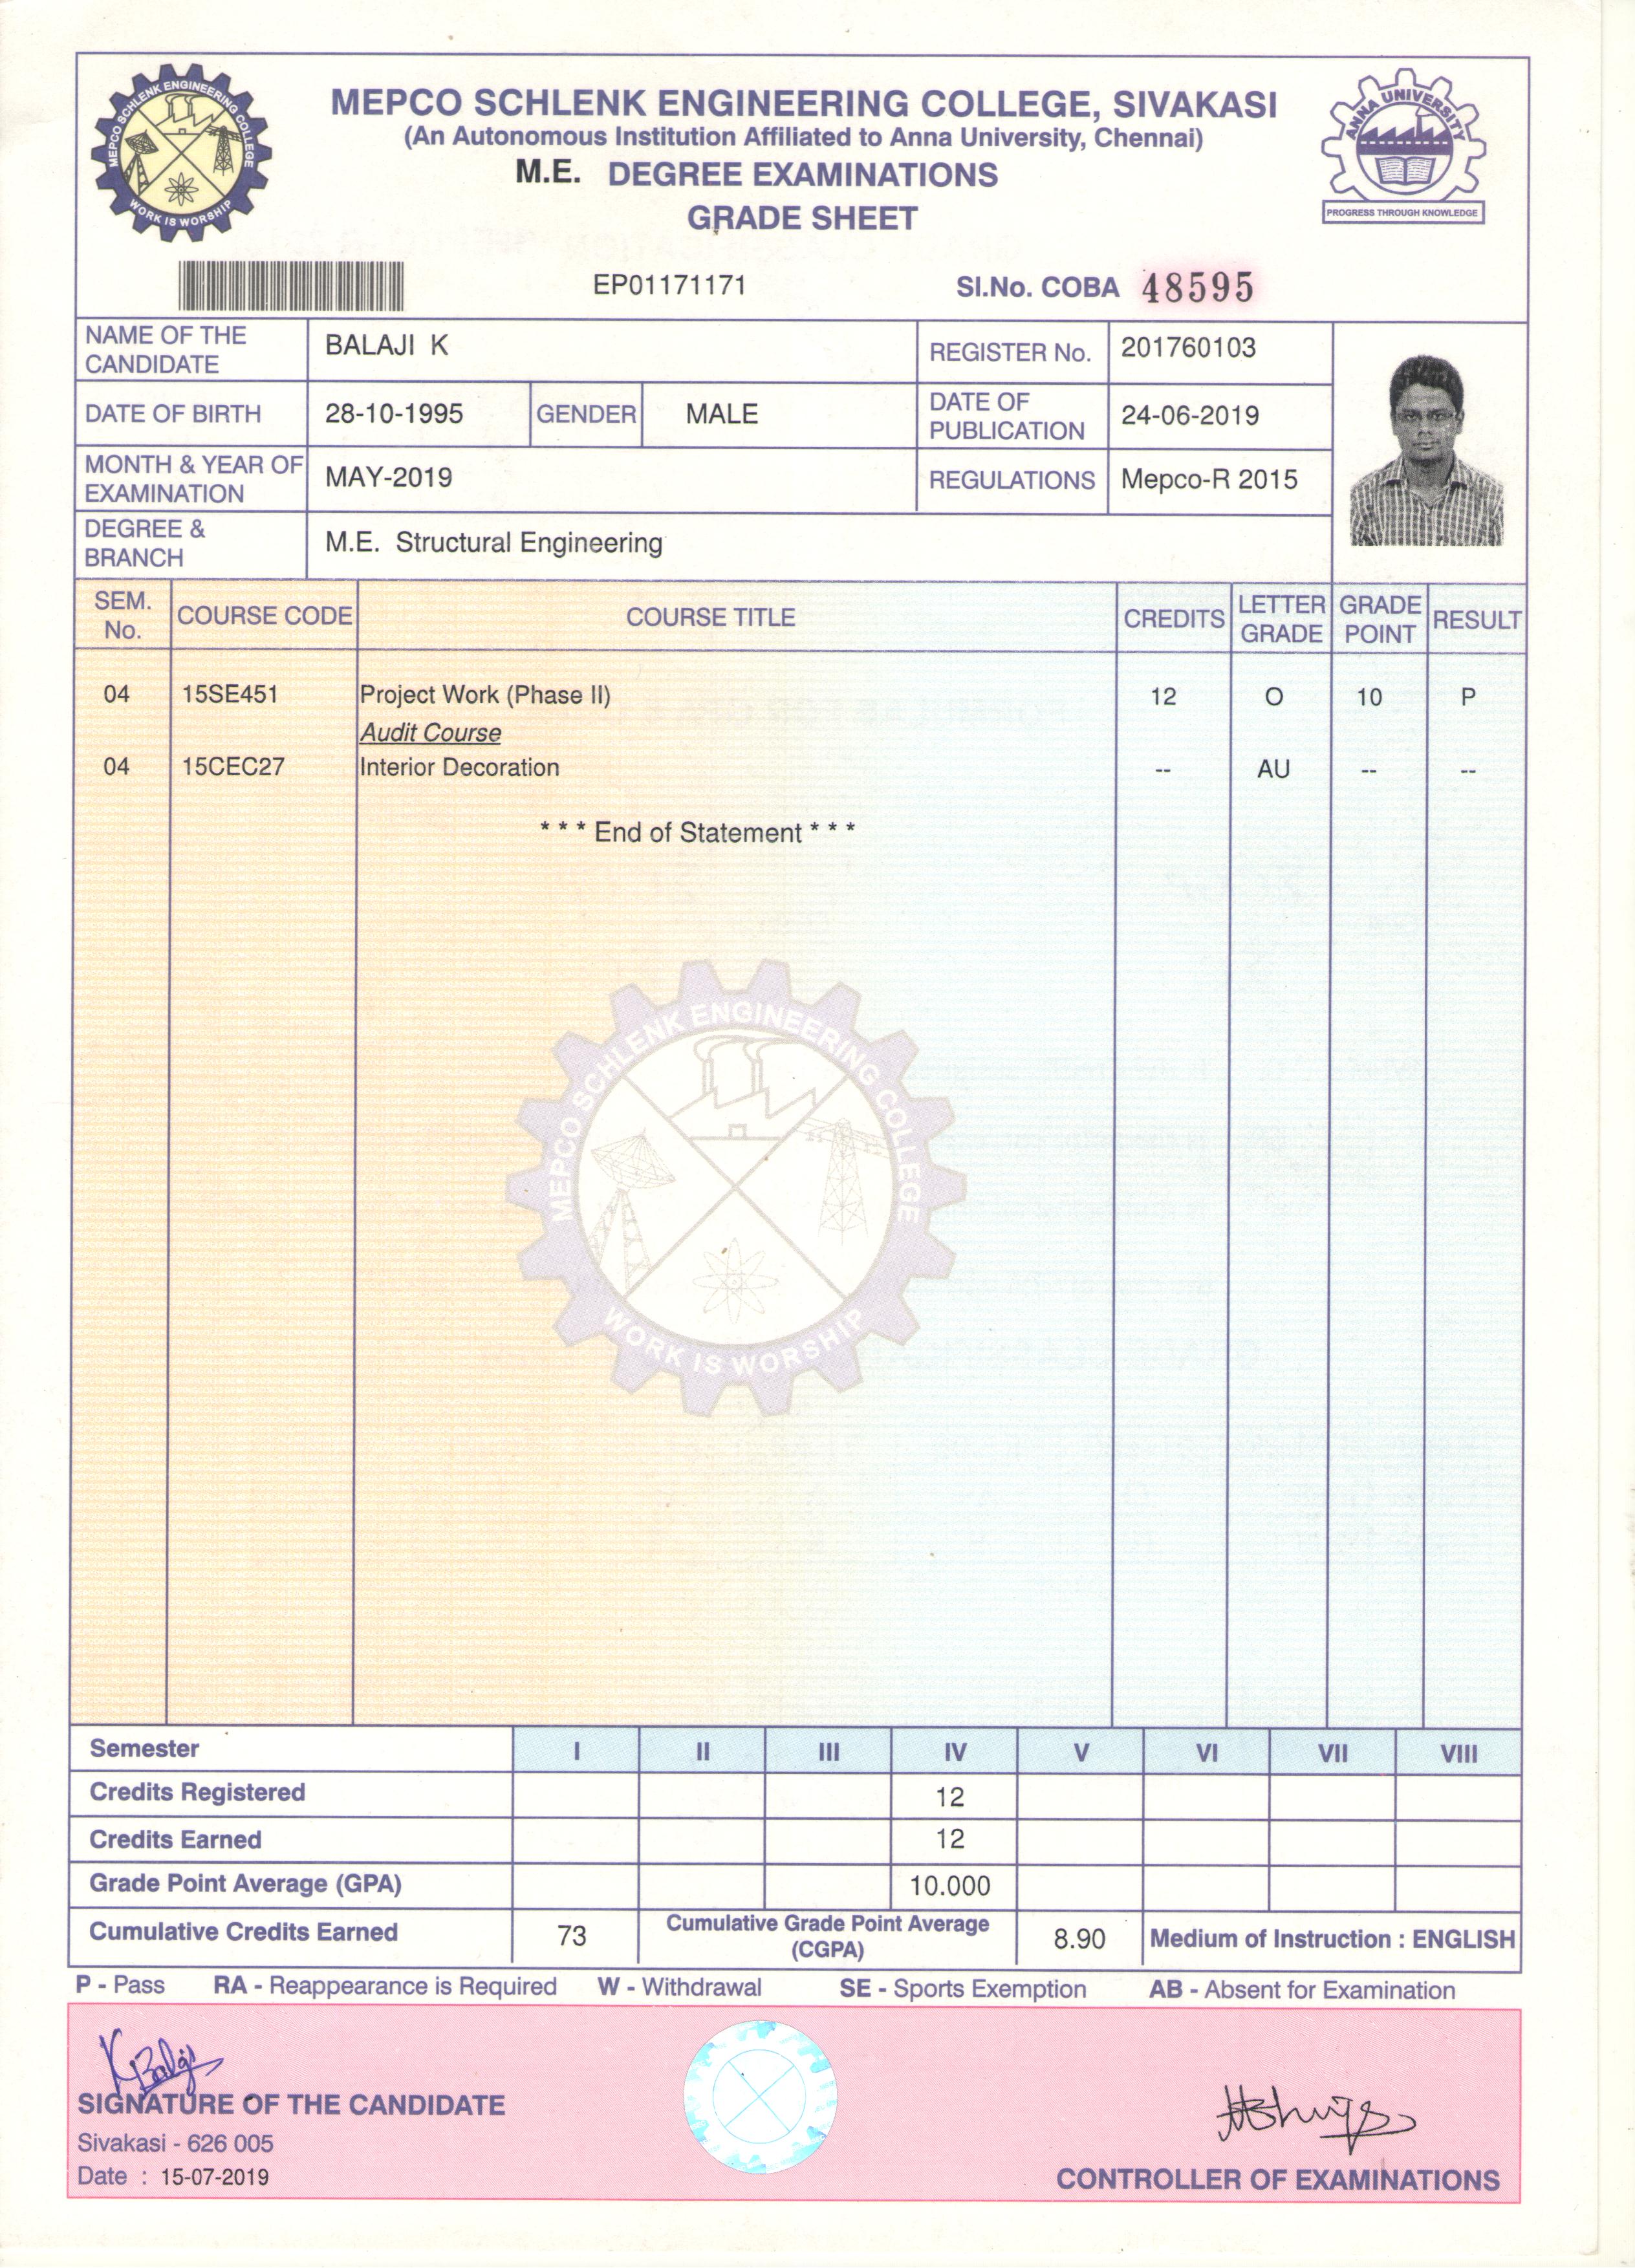 MEPCO SCHLENK ENGINEERING COLLEGE
WORK IS WORSHIP
MEPCO SCHLENK ENGINEERING COLLEGE, SIVAKASI
(An Autonomous Institution Affiliated to Anna University, Chennai)
M.E. DEGREE EXAMINATIONS
GRADE SHEET
ANNA UNIVERSITY
PROGRESS THROUGH KNOWLEDGE
EP01171171
SI.No. COBA 48595
NAME OF THE CANDIDATE BALAJI K REGISTER No. 201760103
DATE OF BIRTH 28-10-1995 GENDER MALE DATE OF PUBLICATION 24-06-2019
MONTH & YEAR OF EXAMINATION MAY-2019 REGULATIONS Mepco-R 2015
DEGREE & BRANCH M.E. Structural Engineering
SEM. No. COURSE CODE COURSE TITLE CREDITS LETTER GRADE GRADE POINT RESULT
04 15SE451 Project Work (Phase II) 12 O 10 P
Audit Course
04 15CEC27 Interior Decoration -- AU -- --
* * * End of Statement * * *
MEPCO SCHLENK ENGINEERING COLLEGE
WORK IS WORSHIP
Semester I II III IV V VI VII VIII
Credits Registered 12
Credits Earned 12
Grade Point Average (GPA) 10.000
Cumulative Credits Earned 73 Cumulative Grade Point Average (CGPA) 8.90 Medium of Instruction : ENGLISH
P - Pass RA - Reappearance is Required W - Withdrawal SE - Sports Exemption AB - Absent for Examination
K Balaji
SIGNATURE OF THE CANDIDATE
Sivakasi - 626 005
Date : 15-07-2019
CONTROLLER OF EXAMINATIONS